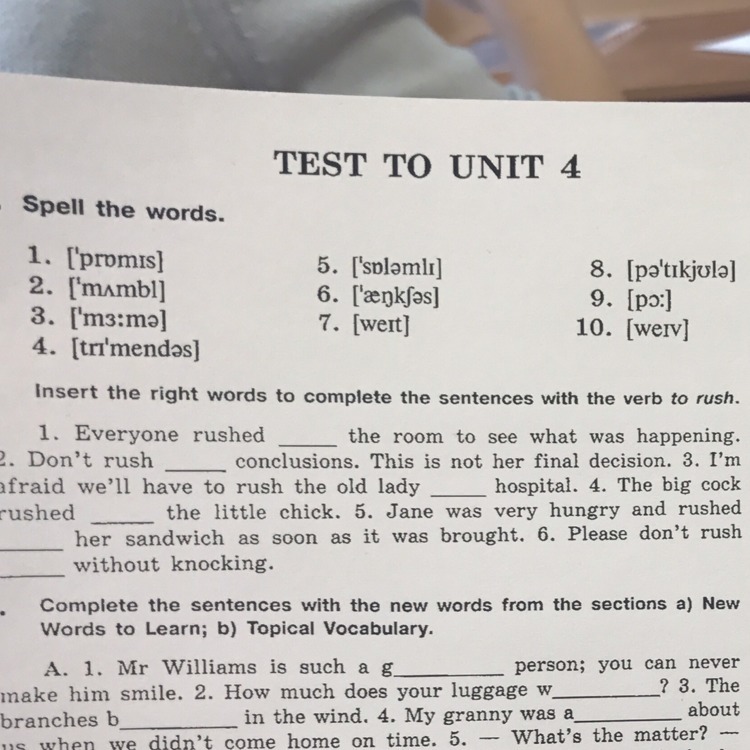 TEST TO UNIT 4
Spell the words.
1. [ˈprɒmɪs] 5. [ˈsɒləmlɪ] 8. [pəˈtɪkjʊlə]
2. [ˈmʌmbl] 6. [ˈæŋkʃəs] 9. [pɔ:]
3. [ˈmɜ:mə] 7. [weɪt] 10. [weɪv]
4. [trɪˈmendəs]
Insert the right words to complete the sentences with the verb to rush.
1. Everyone rushed _____ the room to see what was happening.
2. Don't rush _____ conclusions. This is not her final decision. 3. I'm
afraid we'll have to rush the old lady _____ hospital. 4. The big cock
rushed _____ the little chick. 5. Jane was very hungry and rushed
_____ her sandwich as soon as it was brought. 6. Please don't rush
_____ without knocking.
Complete the sentences with the new words from the sections a) New
Words to Learn; b) Topical Vocabulary.
A. 1. Mr Williams is such a g_________ person; you can never
make him smile. 2. How much does your luggage w_________? 3. The
branches b_________ in the wind. 4. My granny was a_________ about
us when we didn't come home on time. 5. — What's the matter? —